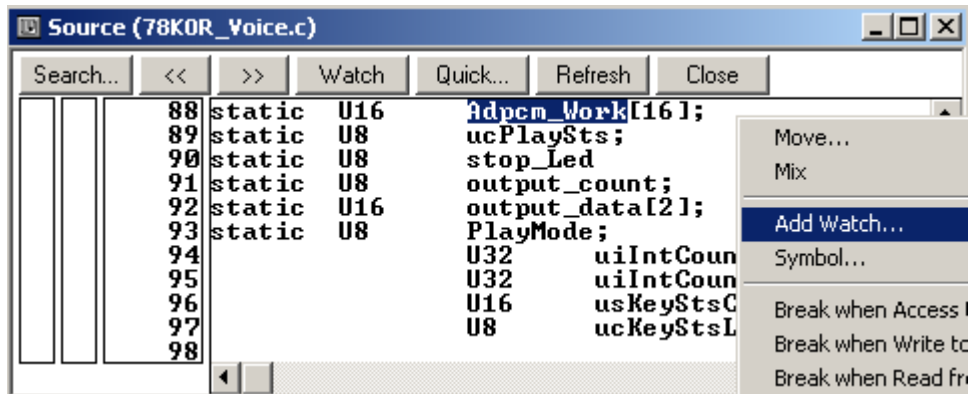 Source (78K0R_Voice.c)
Search... << >> Watch Quick... Refresh Close
88 static U16 Adpcm_Work[16];
89 static U8 ucPlaySts;
90 static U8 stop_Led
91 static U8 output_count;
92 static U16 output_data[2];
93 static U8 PlayMode;
94 U32 uiIntCoun
95 U32 uiIntCoun
96 U16 usKeyStsC
97 U8 ucKeyStsL
98
Move...
Mix
Add Watch...
Symbol...
Break when Access
Break when Write to
Break when Read fr